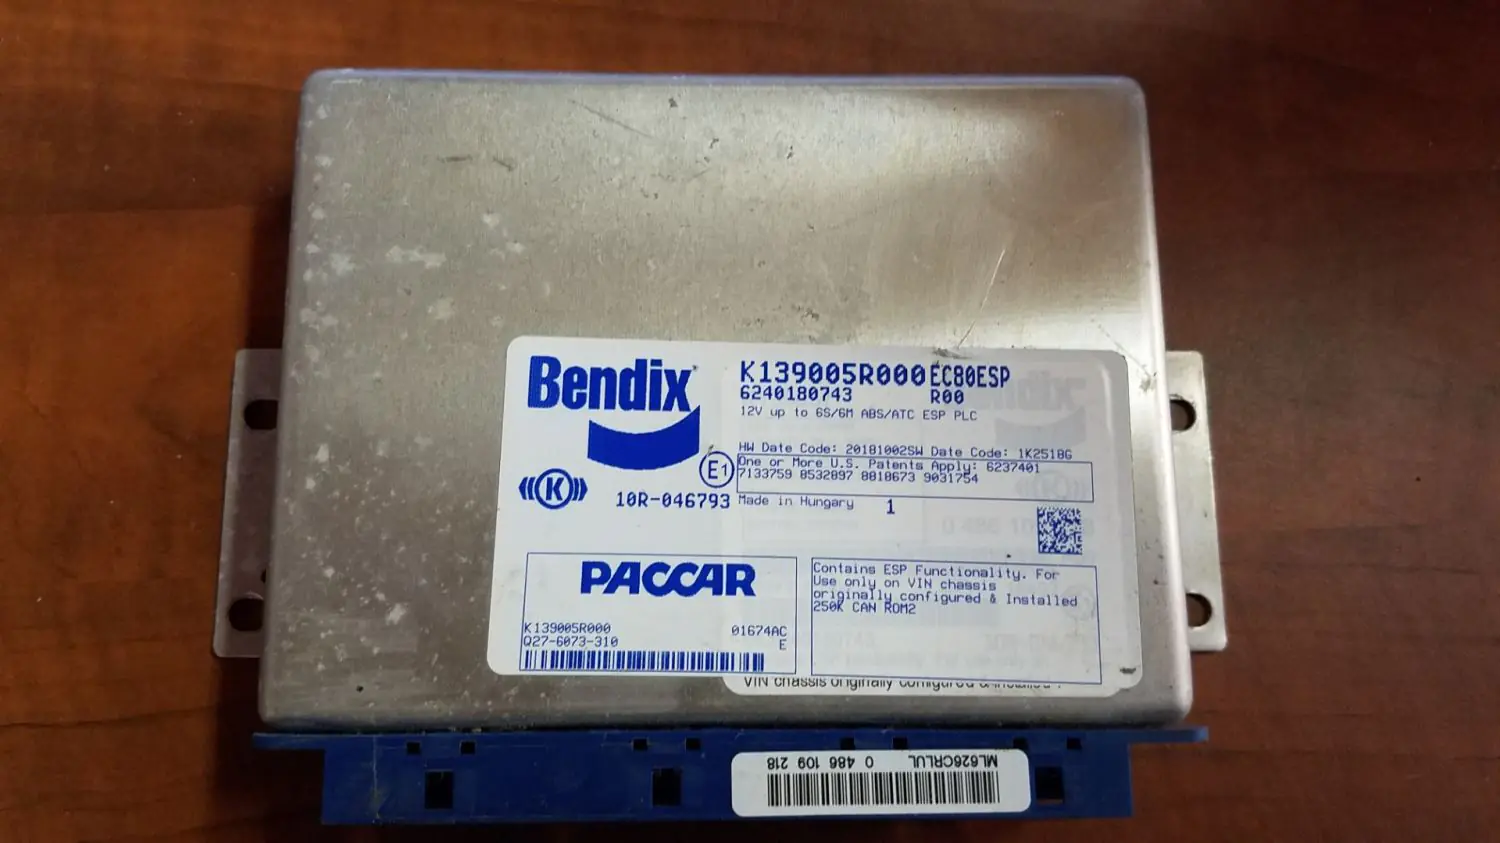 Bendix
K139005R000 EC80ESP
6240180743 R00
12V up to 6S/6M ABS/ATC ESP PLC
HW Date Code: 20181002SW Date Code: 1K2518G
One or More U.S. Patents Apply: 6237401
7133759 8532897 8818673 9031754
E1
K
10R-046793
Made in Hungary 1
PACCAR
K139005R000 01674AC
Q27-6073-310 E
Contains ESP Functionality. For
Use only on VIN chassis
originally configured & Installed
250K CAN ROM2
VIN chassis originally configured & installed
ML626CRLUL 0 486 109 218